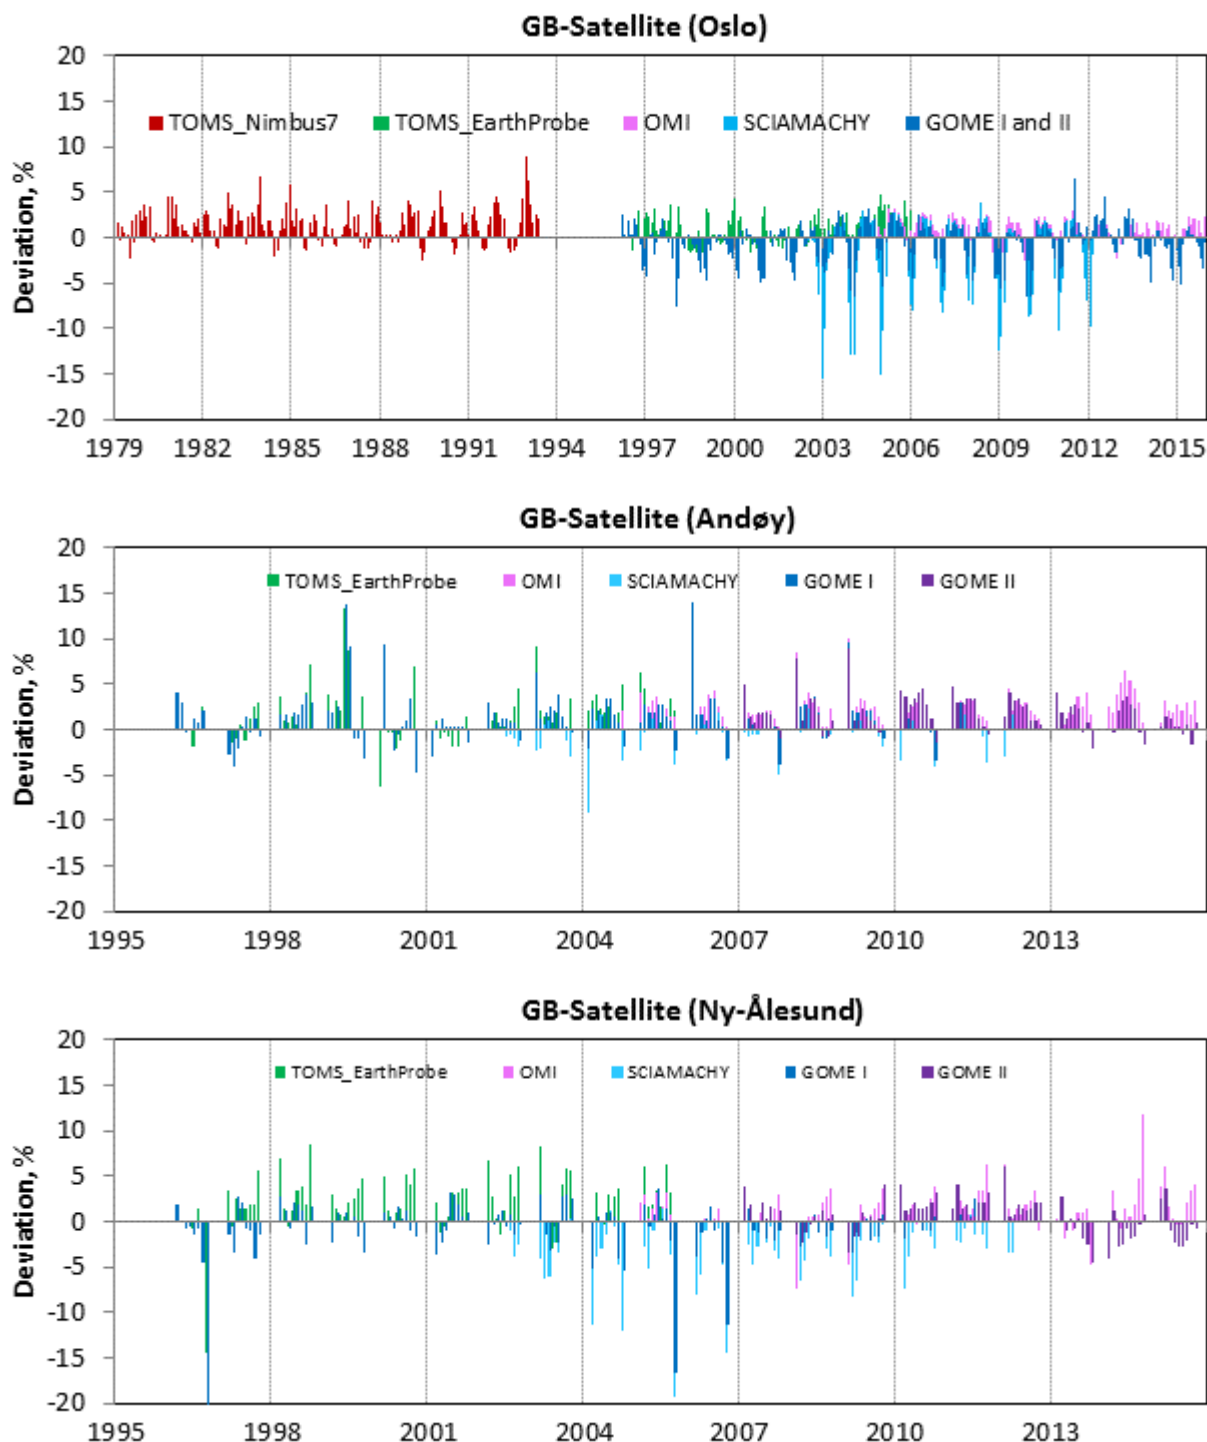 GB-Satellite (Oslo)
20
15
TOMS_Nimbus7 TOMS_EarthProbe OMI SCIAMACHY GOME I and II
10
5
0
-5
-10
-15
-20
Deviation, %
1979 1982 1985 1988 1991 1994 1997 2000 2003 2006 2009 2012 2015
GB-Satellite (Andøy)
20
TOMS_EarthProbe OMI SCIAMACHY GOME I GOME II
15
10
5
0
-5
-10
-15
-20
Deviation, %
1995 1998 2001 2004 2007 2010 2013
GB-Satellite (Ny-Ålesund)
20
TOMS_EarthProbe OMI SCIAMACHY GOME I GOME II
15
10
5
0
-5
-10
-15
-20
Deviation, %
1995 1998 2001 2004 2007 2010 2013